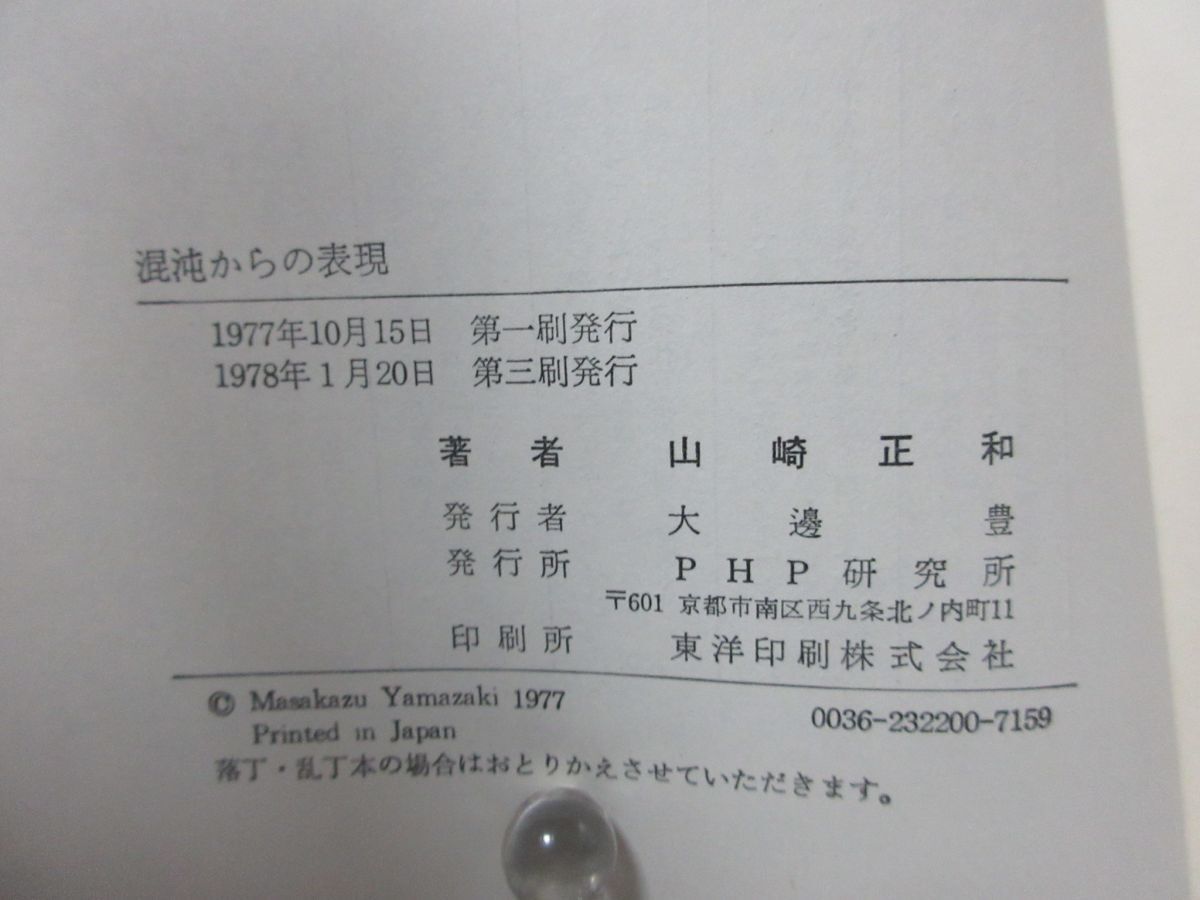 混沌からの表現
1977年10月15日 第一刷発行
1978年1月20日 第三刷発行
著者 山崎正和
発行者 大邊豊
発行所 PHP研究所
〒601 京都市南区西九条北ノ内町11
印刷所 東洋印刷株式会社
© Masakazu Yamazaki 1977
Printed in Japan
0036-232200-7159
落丁・乱丁本の場合はおとりかえさせていただきます。